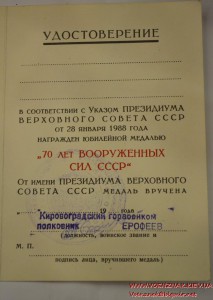 УДОСТОВЕРЕНИЕ
В СООТВЕТСТВИИ С УКАЗОМ ПРЕЗИДИУМА
ВЕРХОВНОГО СОВЕТА СССР
ОТ 28 ЯНВАРЯ 1988 ГОДА
НАГРАЖДЕН ЮБИЛЕЙНОЙ МЕДАЛЬЮ
„70 ЛЕТ ВООРУЖЕННЫХ
СИЛ СССР“
ОТ ИМЕНИ ПРЕЗИДИУМА ВЕРХОВНОГО
СОВЕТА СССР МЕДАЛЬ ВРУЧЕНА
19 года
Кировоградский горвоенком
полковник ЕРОФЕЕВ
(должность, воинское звание и
М. П.
подпись лица, вручившего медаль)